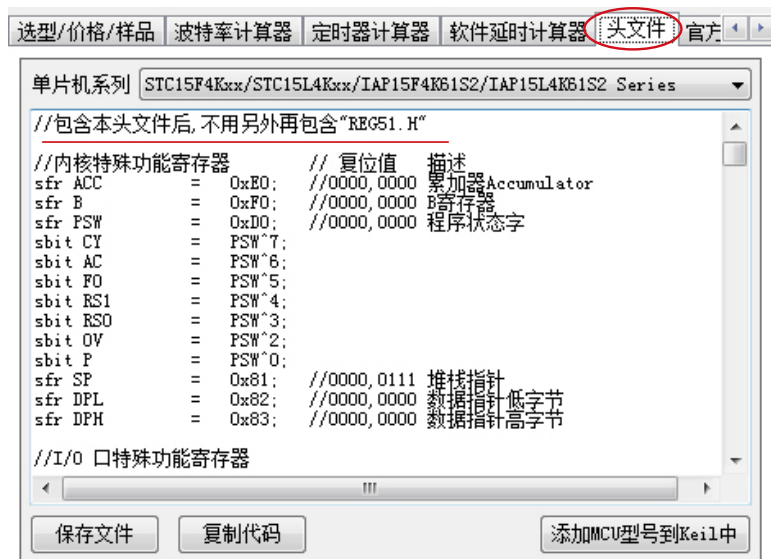 选型/价格/样品 波特率计算器 定时器计算器 软件延时计算器 头文件 官方
单片机系列 STC15F4Kxx/STC15L4Kxx/IAP15F4K61S2/IAP15L4K61S2 Series
//包含本头文件后,不用另外再包含"REG51.H"
//内核特殊功能寄存器 // 复位值 描述
sfr ACC = 0xE0; //0000,0000 累加器Accumulator
sfr B = 0xF0; //0000,0000 B寄存器
sfr PSW = 0xD0; //0000,0000 程序状态字
sbit CY = PSW^7;
sbit AC = PSW^6;
sbit F0 = PSW^5;
sbit RS1 = PSW^4;
sbit RS0 = PSW^3;
sbit OV = PSW^2;
sbit P = PSW^0;
sfr SP = 0x81; //0000,0111 堆栈指针
sfr DPL = 0x82; //0000,0000 数据指针低字节
sfr DPH = 0x83; //0000,0000 数据指针高字节
//I/O 口特殊功能寄存器
保存文件 复制代码 添加MCU型号到Keil中